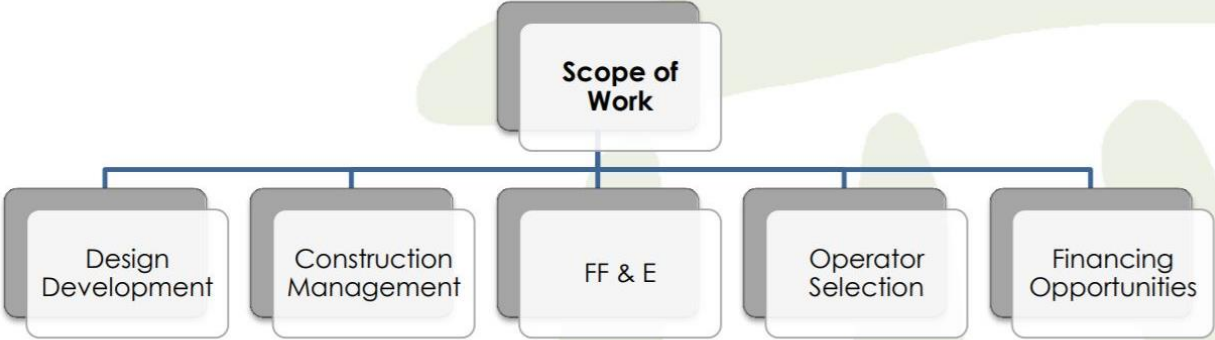 Scope of
Work
Design
Development
Construction
Management
FF & E
Operator
Selection
Financing
Opportunities